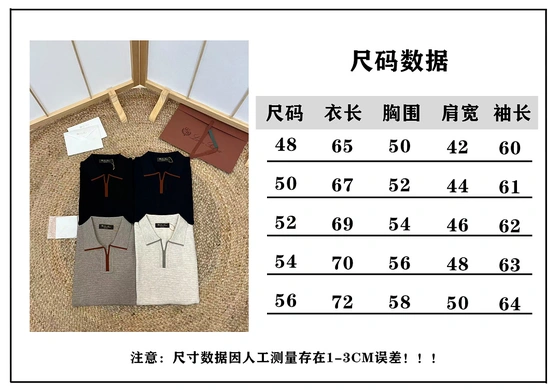 尺码数据
尺码 衣长 胸围 肩宽 袖长
48 65 50 42 60
50 67 52 44 61
52 69 54 46 62
54 70 56 48 63
56 72 58 50 64
注意：尺寸数据因人工测量存在1-3CM误差！！！